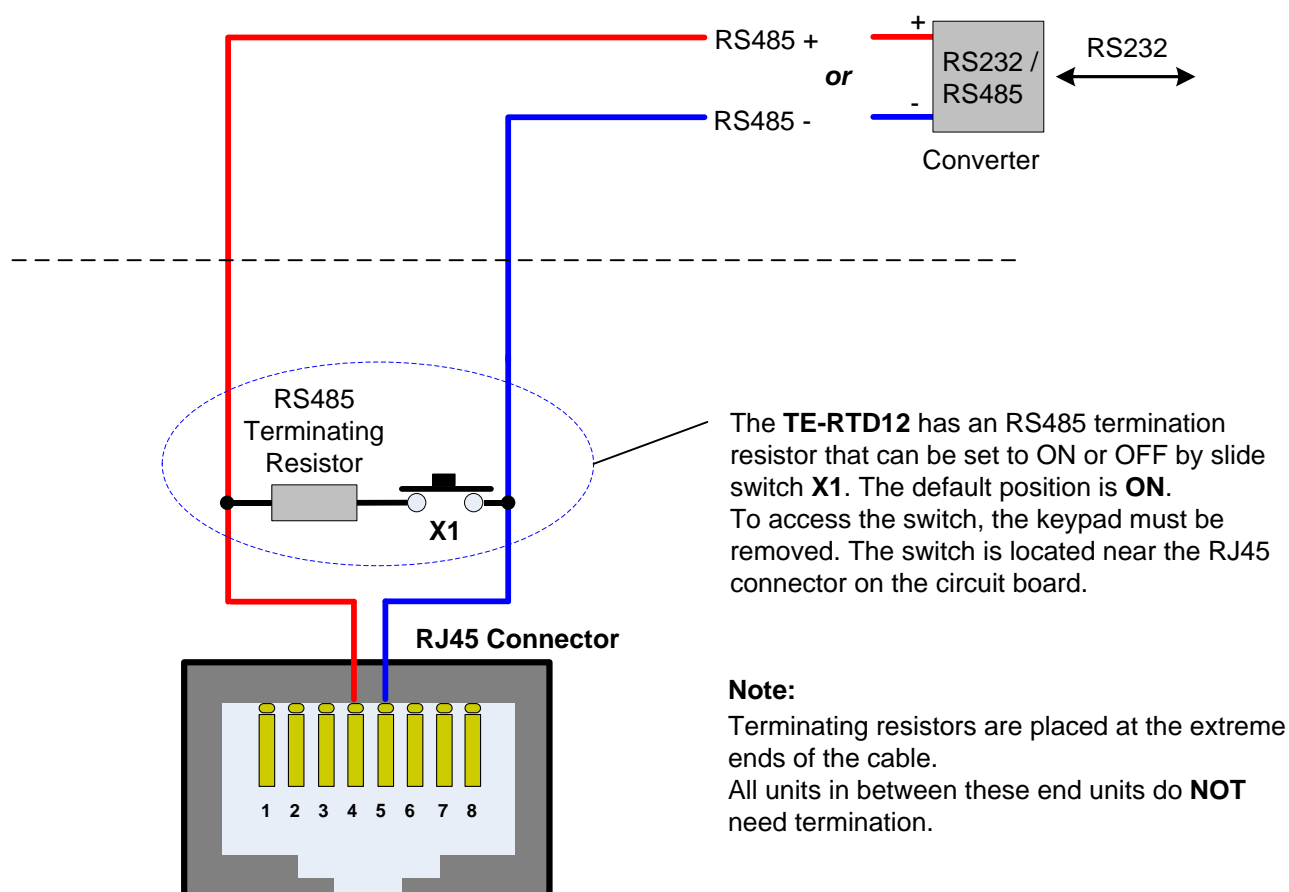 RS485 +
or
RS485 -
+
-
RS232 /
RS485
RS232
Converter
RS485
Terminating
Resistor
X1
The TE-RTD12 has an RS485 termination
resistor that can be set to ON or OFF by slide
switch X1. The default position is ON.
To access the switch, the keypad must be
removed. The switch is located near the RJ45
connector on the circuit board.
RJ45 Connector
1 2 3 4 5 6 7 8
Note:
Terminating resistors are placed at the extreme
ends of the cable.
All units in between these end units do NOT
need termination.